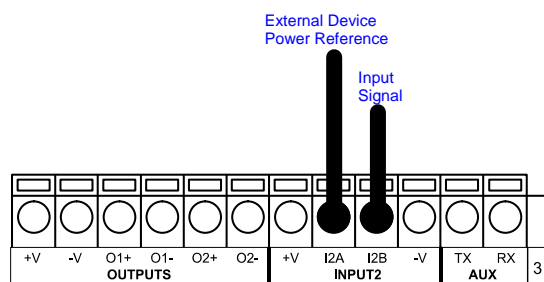 External Device
Power Reference
Input
Signal
+V -V O1+ O1- O2+ O2- +V I2A I2B -V TX RX
OUTPUTS INPUT2 AUX 3